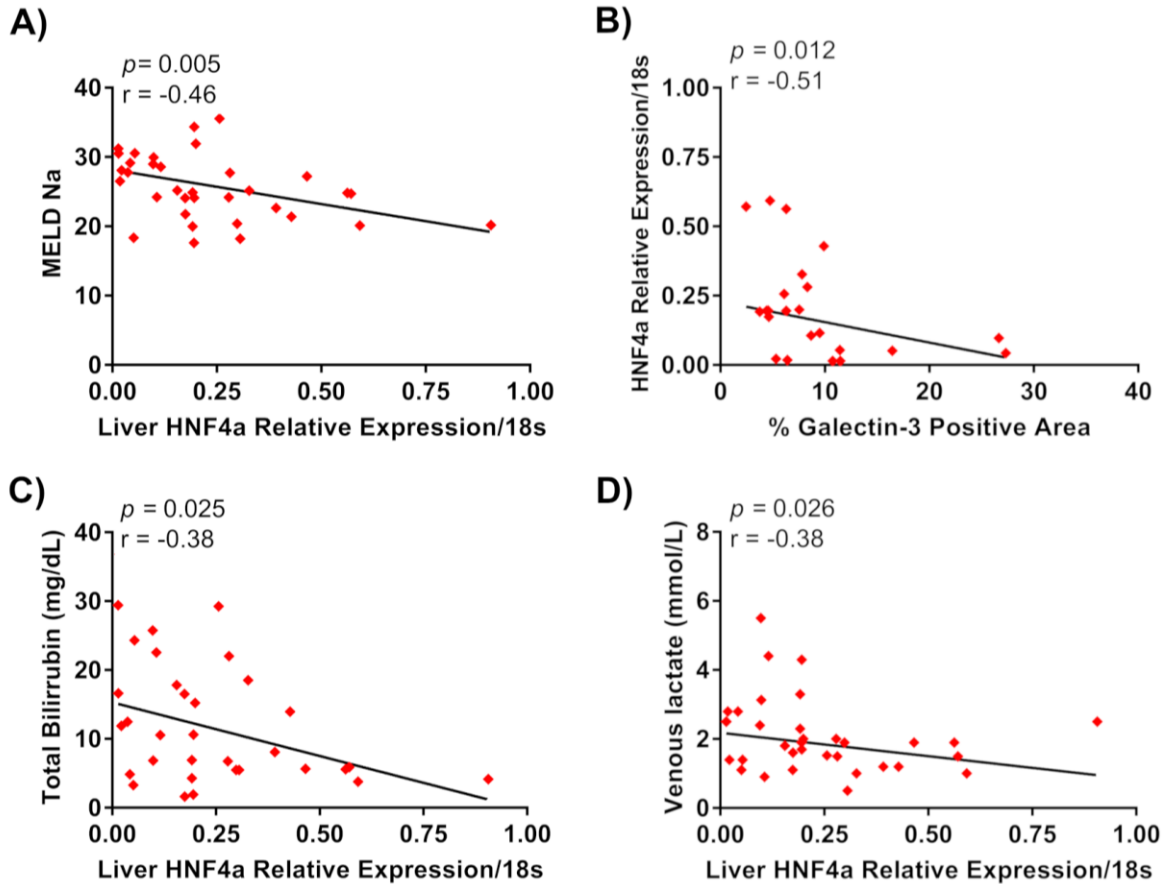 A)
p= 0.005
r = -0.46
MELD Na
40
30
20
10
0
0.00 0.25 0.50 0.75 1.00
Liver HNF4a Relative Expression/18s
B)
p = 0.012
r = -0.51
HNF4a Relative Expression/18s
1.00
0.75
0.50
0.25
0.00
0 10 20 30 40
% Galectin-3 Positive Area
C)
p = 0.025
r = -0.38
Total Bilirrubin (mg/dL)
40
30
20
10
0
0.00 0.25 0.50 0.75 1.00
Liver HNF4a Relative Expression/18s
D)
p = 0.026
r = -0.38
Venous lactate (mmol/L)
8
6
4
2
0
0.00 0.25 0.50 0.75 1.00
Liver HNF4a Relative Expression/18s